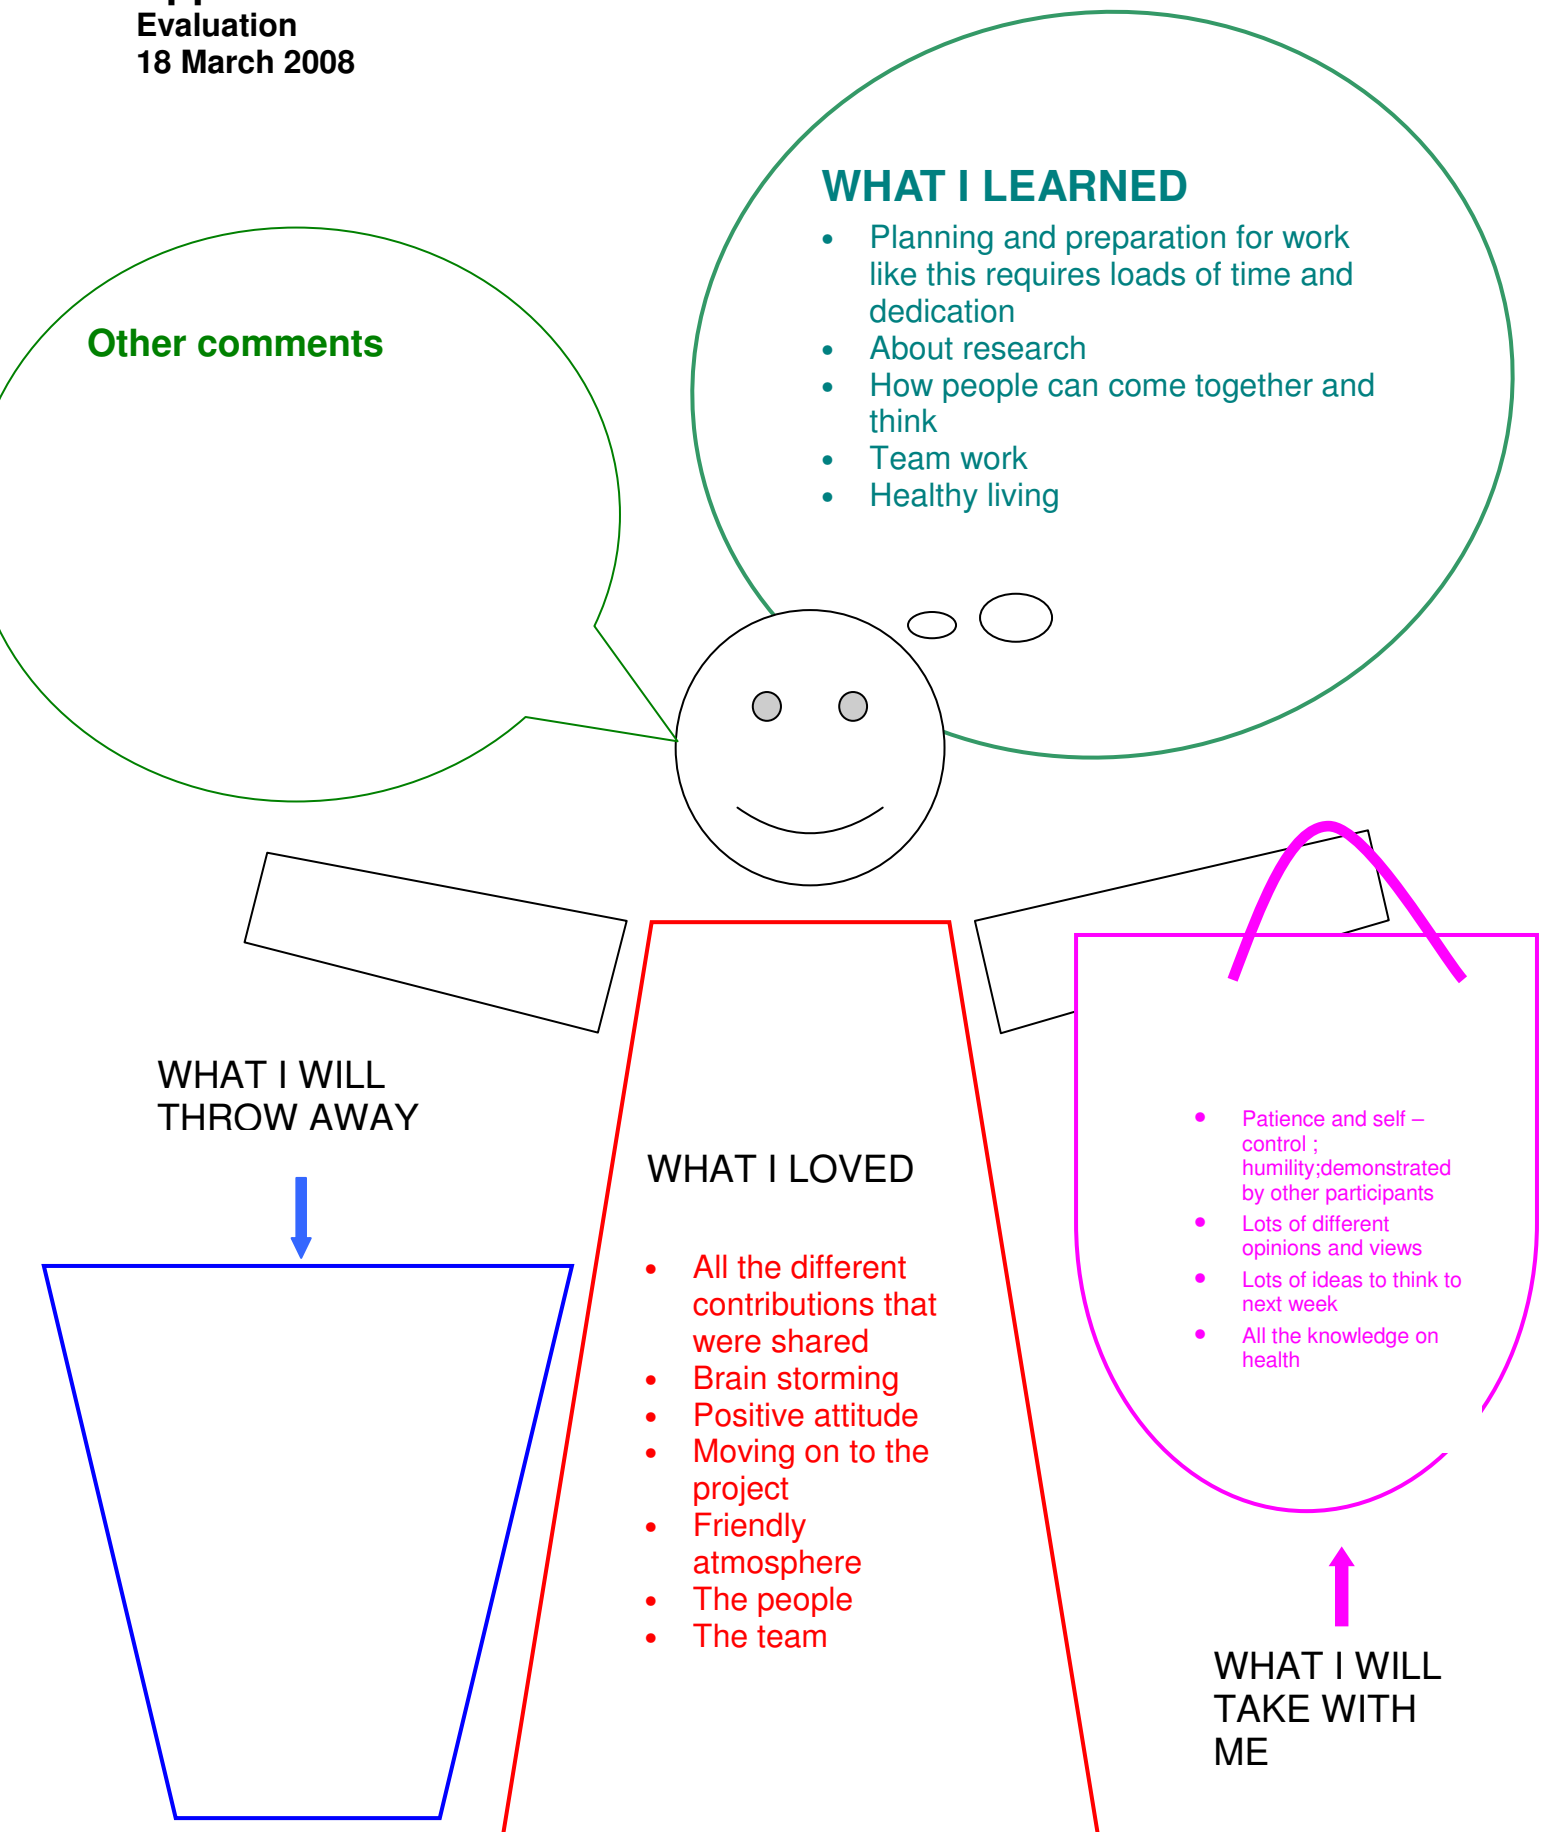 Evaluation
18 March 2008
WHAT I LEARNED
• Planning and preparation for work
like this requires loads of time and
dedication
• About research
• How people can come together and
think
• Team work
• Healthy living
Other comments
WHAT I WILL
THROW AWAY
WHAT I LOVED
• All the different
contributions that
were shared
• Brain storming
• Positive attitude
• Moving on to the
project
• Friendly
atmosphere
• The people
• The team
• Patience and self –
control ;
humility;demonstrated
by other participants
• Lots of different
opinions and views
• Lots of ideas to think to
next week
• All the knowledge on
health
WHAT I WILL
TAKE WITH
ME